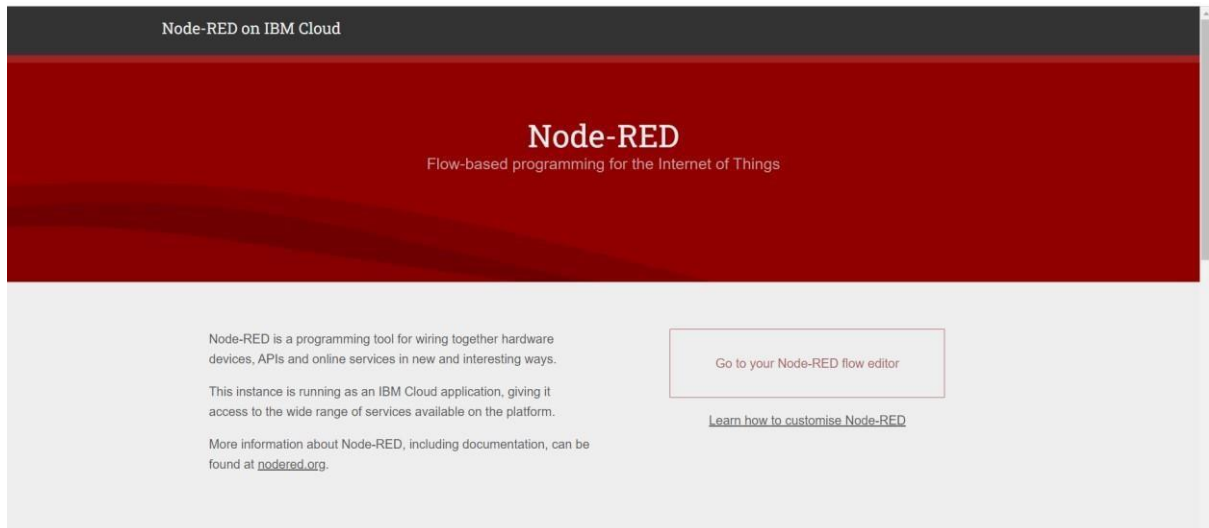 Node-RED on IBM Cloud
Node-RED
Flow-based programming for the Internet of Things
Node-RED is a programming tool for wiring together hardware
devices, APIs and online services in new and interesting ways.
This instance is running as an IBM Cloud application, giving it
access to the wide range of services available on the platform.
More information about Node-RED, including documentation, can be
found at nodered.org.
Go to your Node-RED flow editor
Learn how to customise Node-RED